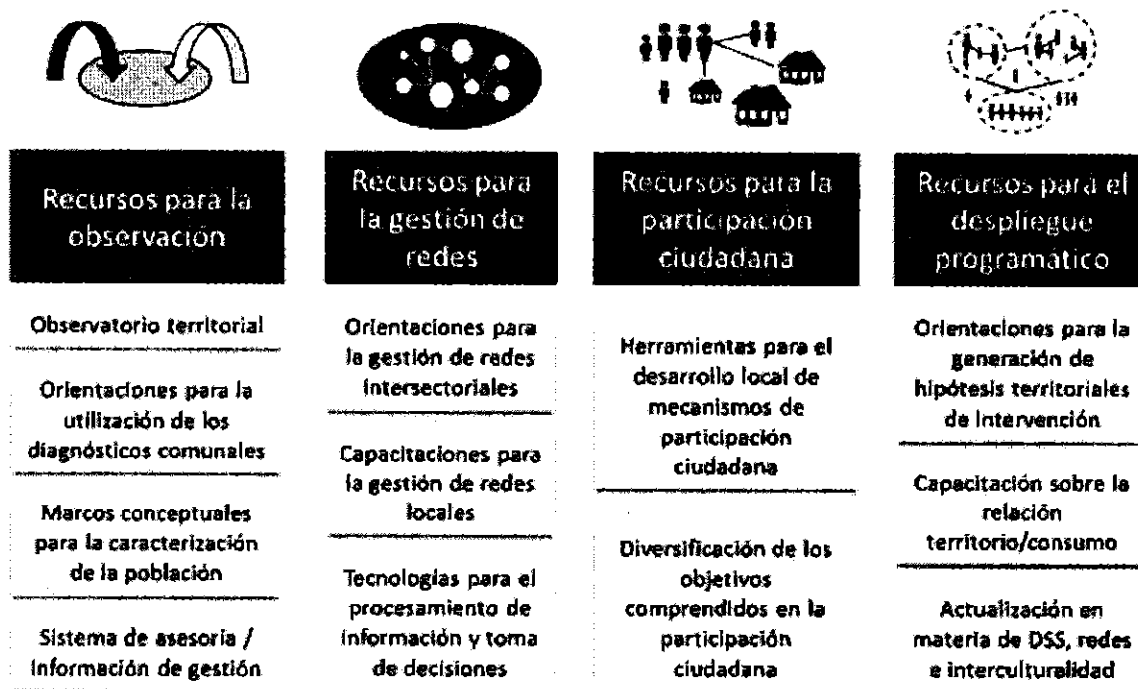 Recursos para la
observación
Observatorio territorial
Orientaciones para la
utilización de los
diagnósticos comunales
Marcos conceptuales
para la caracterización
de la población
Sistema de asesoría /
Información de gestión
Recursos para
la gestión de
redes
Orientaciones para
la gestión de redes
intersectoriales
Capacitaciones para
la gestión de redes
locales
Tecnologías para el
procesamiento de
información y toma
de decisiones
Recursos para la
participación
ciudadana
Herramientas para el
desarrollo local de
mecanismos de
participación
ciudadana
Diversificación de los
objetivos
comprendidos en la
participación
ciudadana
Recursos para el
despliegue
programático
Orientaciones para la
generación de
hipótesis territoriales
de Intervención
Capacitación sobre la
relación
territorio/consumo
Actualización en
materia de DSS, redes
e interculturalidad